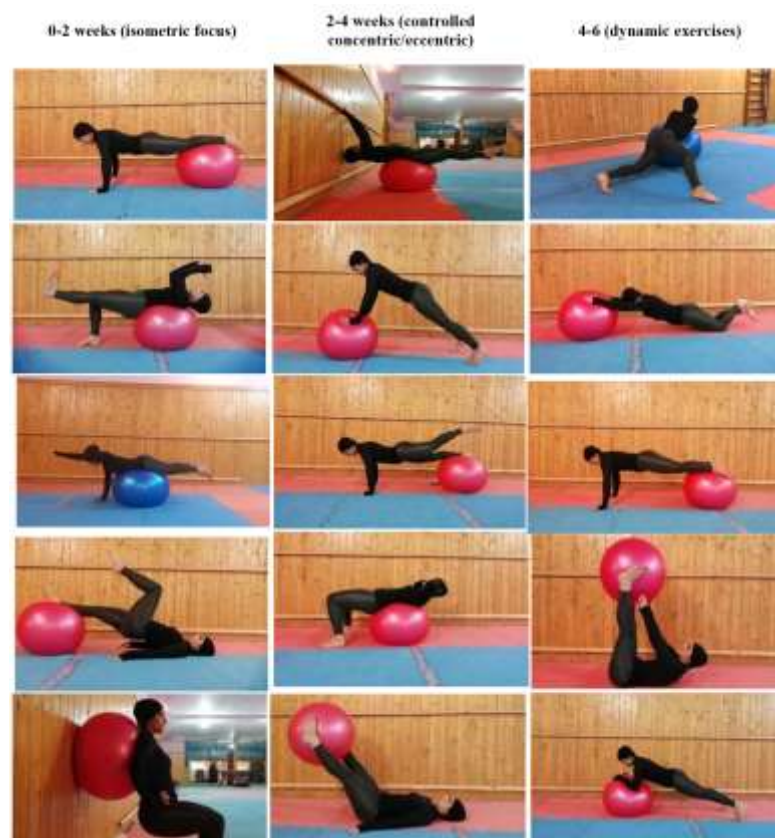 0-2 weeks (isometric focus)
2-4 weeks (controlled
concentric/eccentric)
4-6 (dynamic exercises)